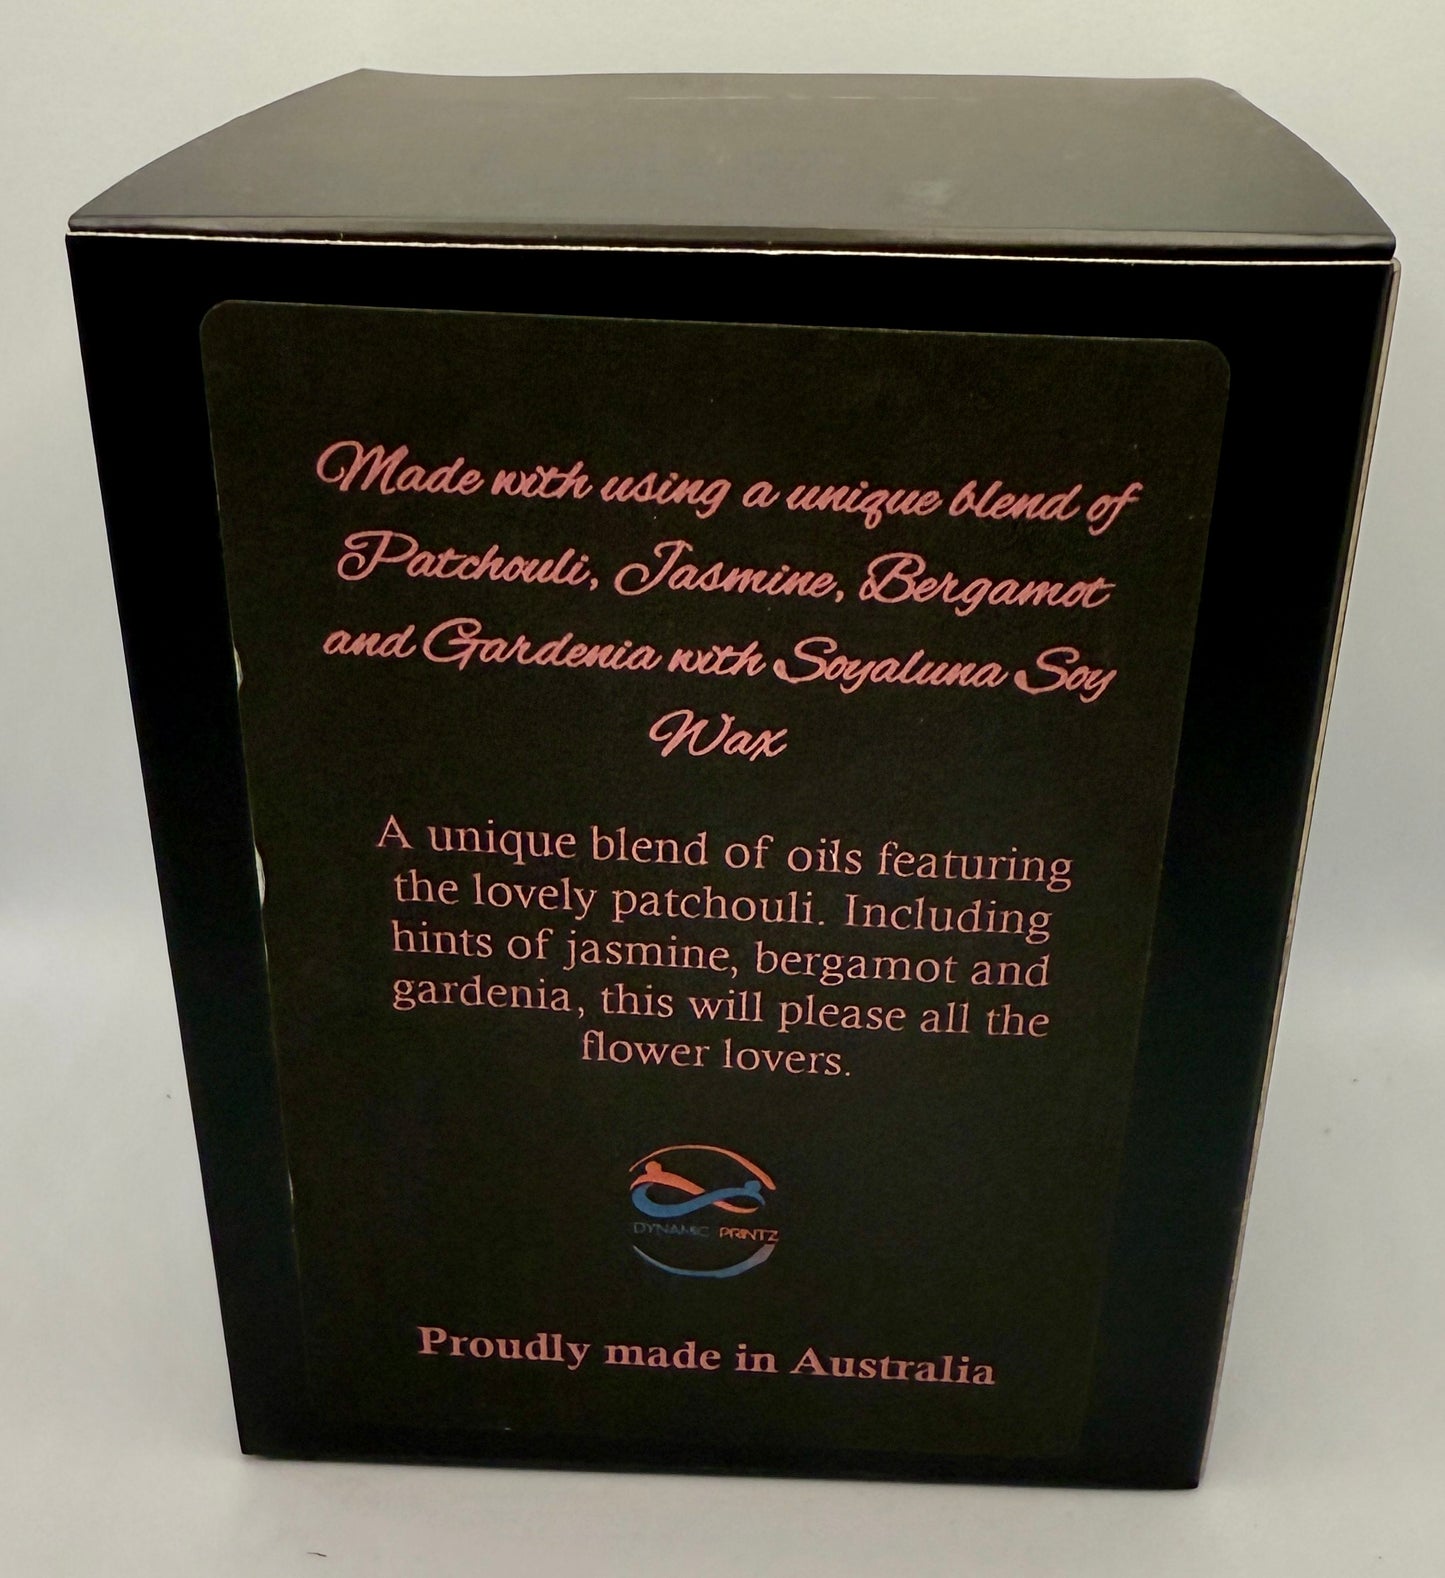 Made with using a unique blend of
Patchouli, Jasmine, Bergamot
and Gardenia with Soyaluna Soy
Wax
A unique blend of oils featuring
the lovely patchouli. Including
hints of jasmine, bergamot and
gardenia, this will please all the
flower lovers.
DYNAMIC PRINTZ
Proudly made in Australia